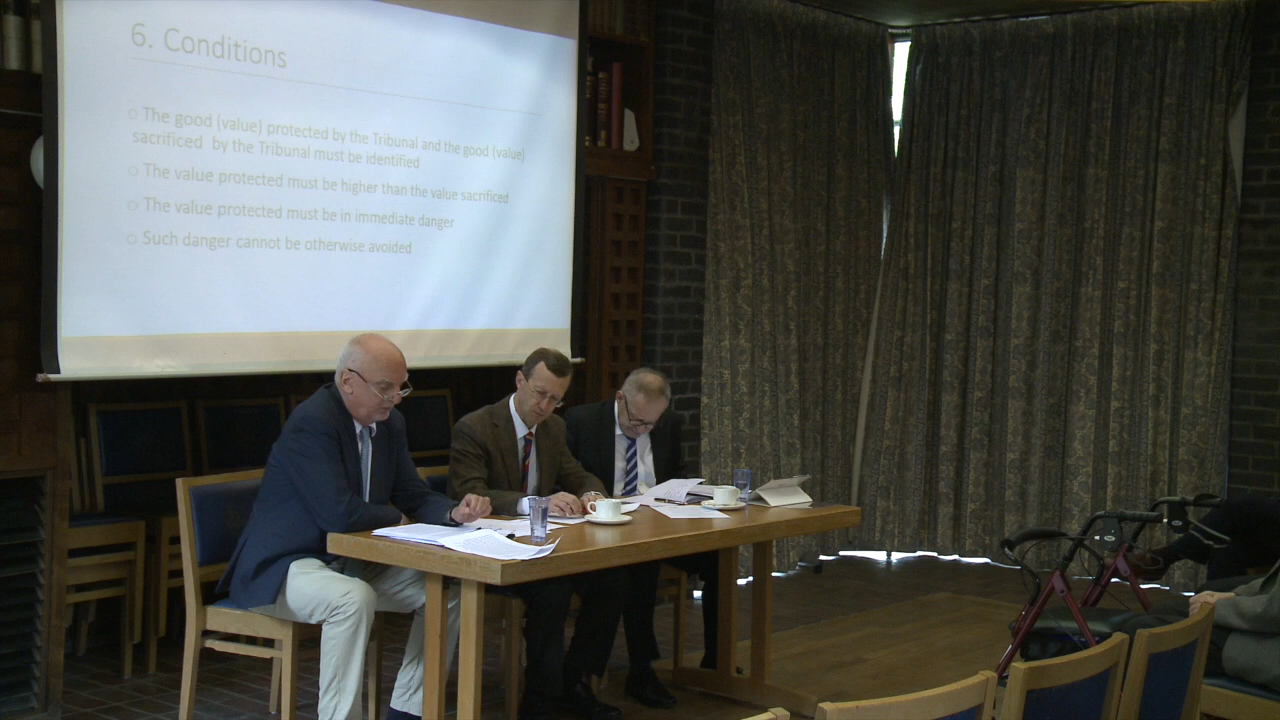 6. Conditions
The good (value) protected by the Tribunal and the good (value)
sacrificed by the Tribunal must be identified
The value protected must be higher than the value sacrificed
The value protected must be in immediate danger
Such danger cannot be otherwise avoided